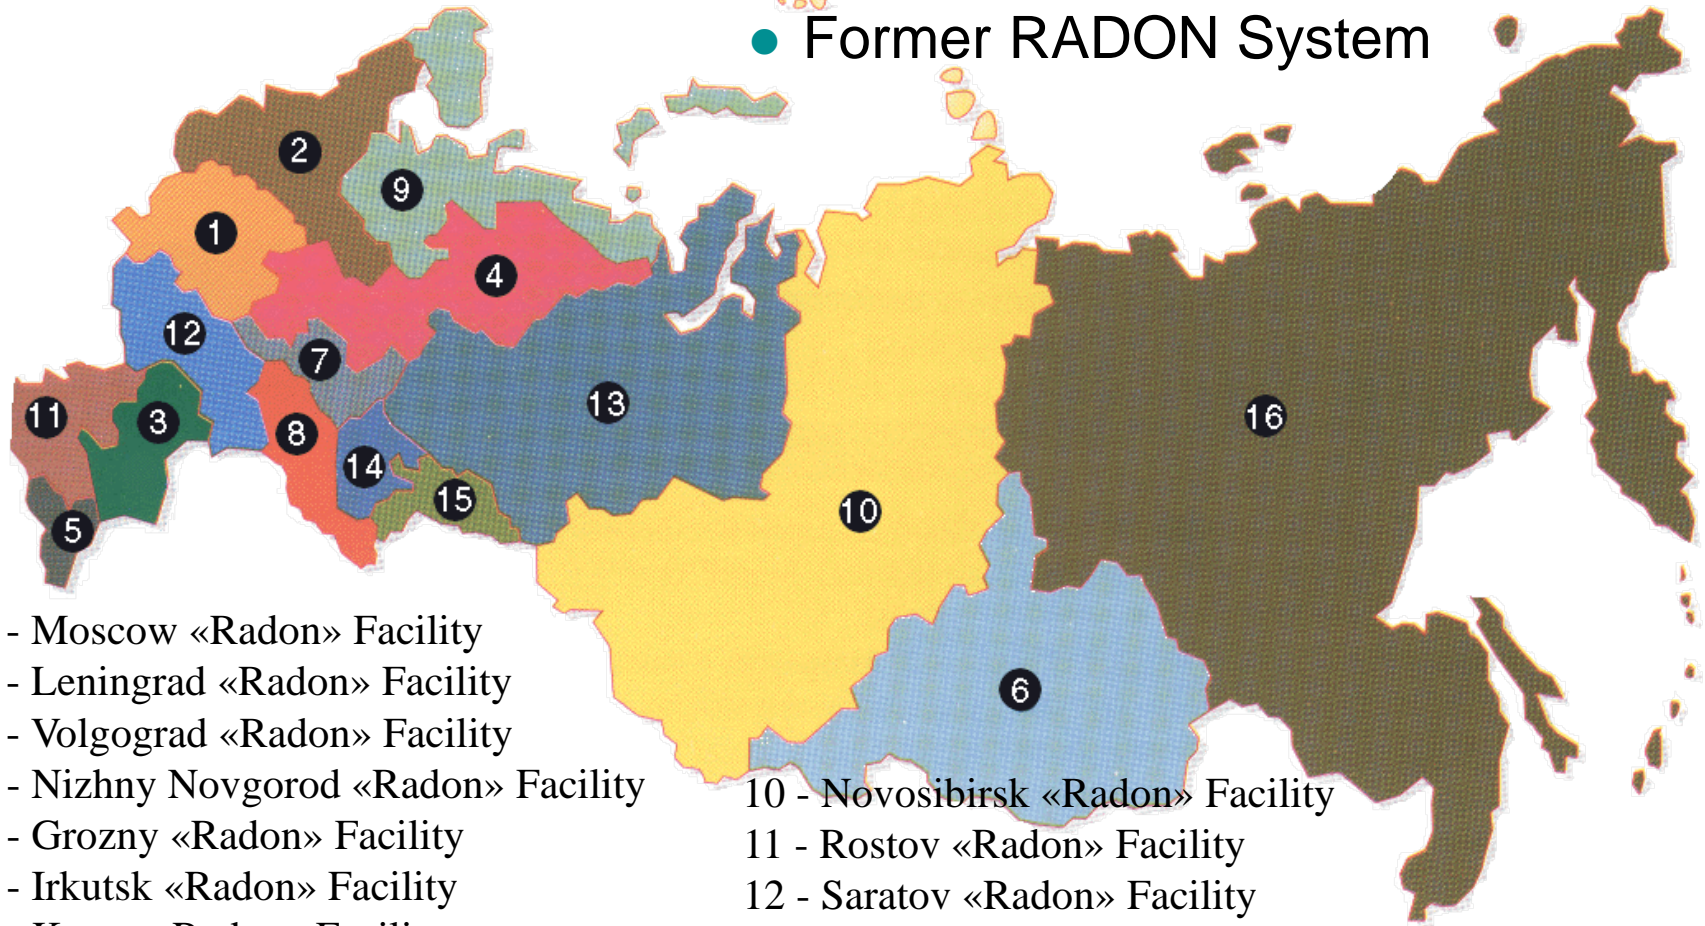 ● Former RADON System
2
9
1
4
12
7
11
3
8
13
16
14
15
10
5
6
- Moscow «Radon» Facility
- Leningrad «Radon» Facility
- Volgograd «Radon» Facility
- Nizhny Novgorod «Radon» Facility
- Grozny «Radon» Facility
- Irkutsk «Radon» Facility
10 - Novosibirsk «Radon» Facility
11 - Rostov «Radon» Facility
12 - Saratov «Radon» Facility